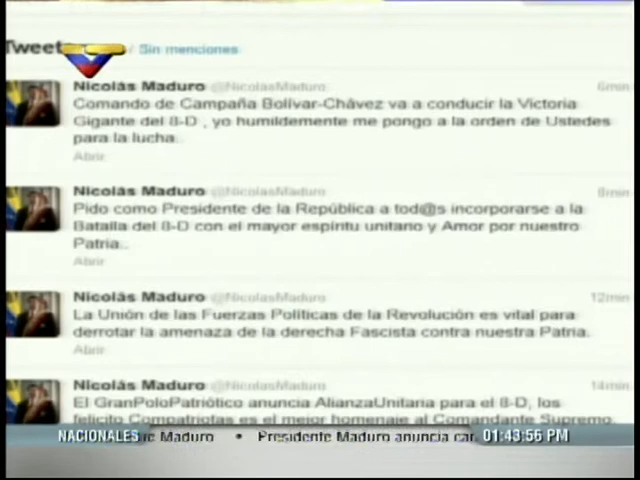 Tweets / Sin menciones
Nicolás Maduro @NicolasMaduro 6min
Comando de Campaña Bolívar-Chávez va a conducir la Victoria
Gigante del 8-D , yo humildemente me pongo a la orden de Ustedes
para la lucha..
Abrir
Nicolás Maduro @NicolasMaduro 8min
Pido como Presidente de la República a tod@s incorporarse a la
Batalla del 8-D con el mayor espíritu unitario y Amor por nuestro
Patria..
Abrir
Nicolás Maduro @NicolasMaduro 12min
La Unión de las Fuerzas Políticas de la Revolución es vital para
derrotar la amenaza de la derecha Fascista contra nuestra Patria.
Abrir
Nicolás Maduro @NicolasMaduro 14min
El GranPoloPatriótico anuncia AlianzaUnitaria para el 8-D, los
felicito Compatriotas es el mejor homenaje al Comandante Supremo
NACIONALES Maduro • Presidente Maduro anuncia 01:43:56 PM